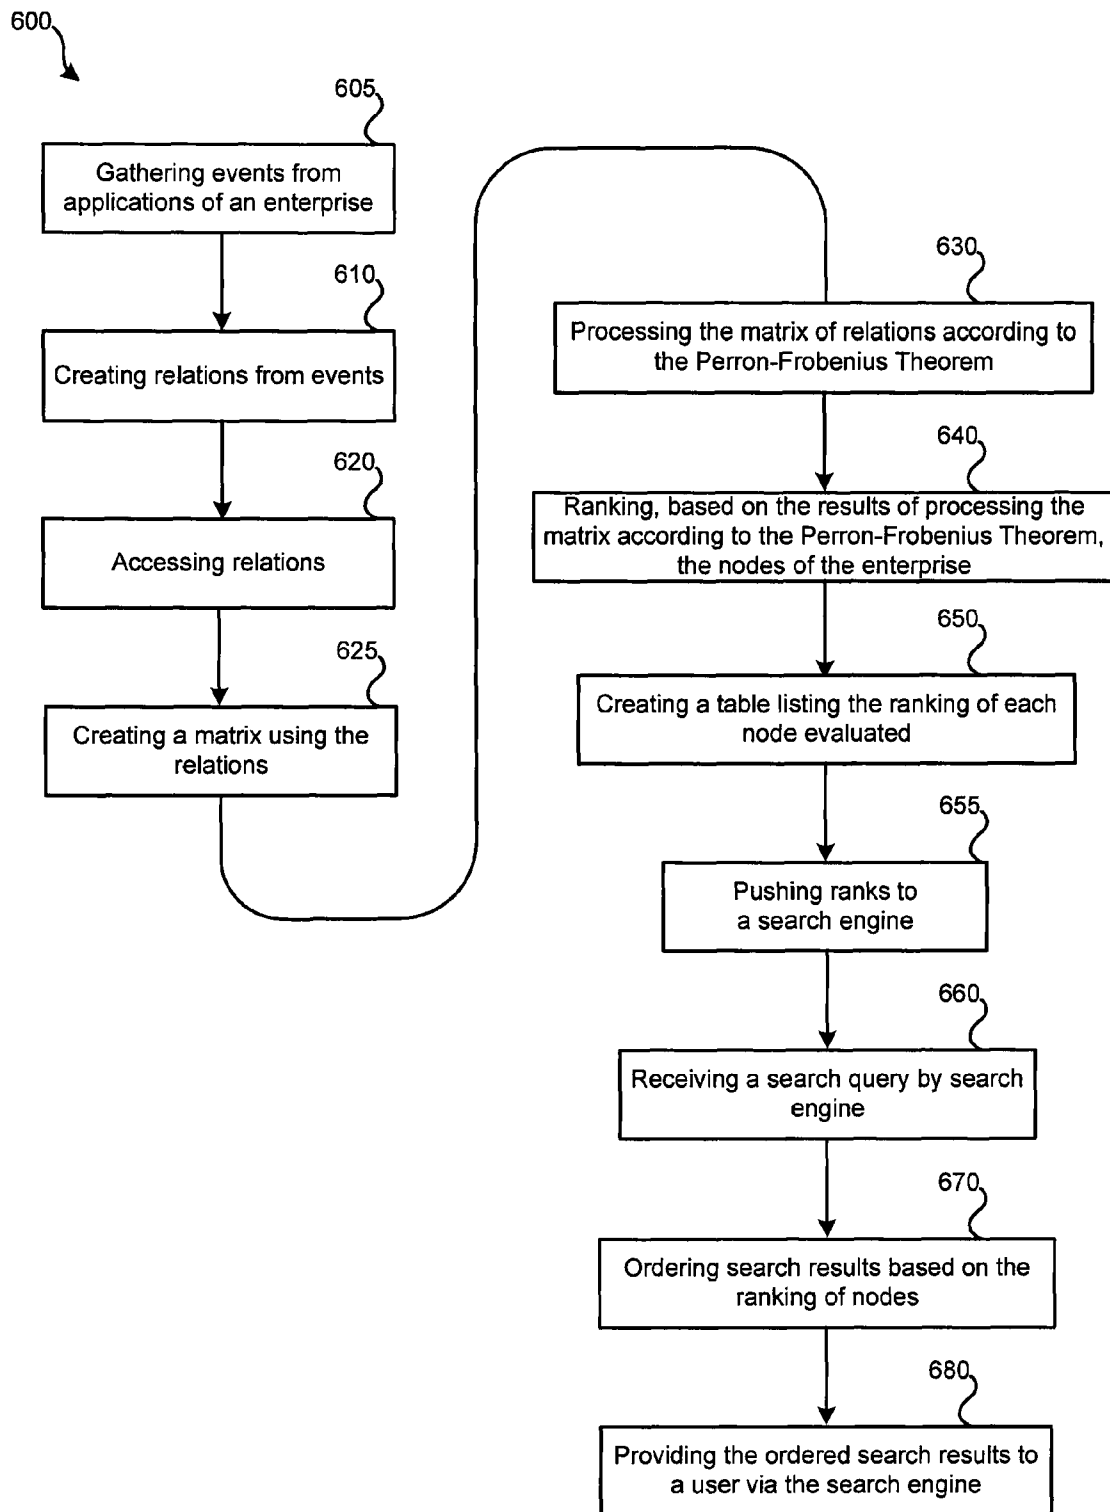 600
605
Gathering events from
applications of an enterprise
610
Creating relations from events
620
Accessing relations
625
Creating a matrix using the
relations
630
Processing the matrix of relations according to
the Perron-Frobenius Theorem
640
Ranking, based on the results of processing the
matrix according to the Perron-Frobenius Theorem,
the nodes of the enterprise
650
Creating a table listing the ranking of each
node evaluated
655
Pushing ranks to
a search engine
660
Receiving a search query by search
engine
670
Ordering search results based on the
ranking of nodes
680
Providing the ordered search results to
a user via the search engine